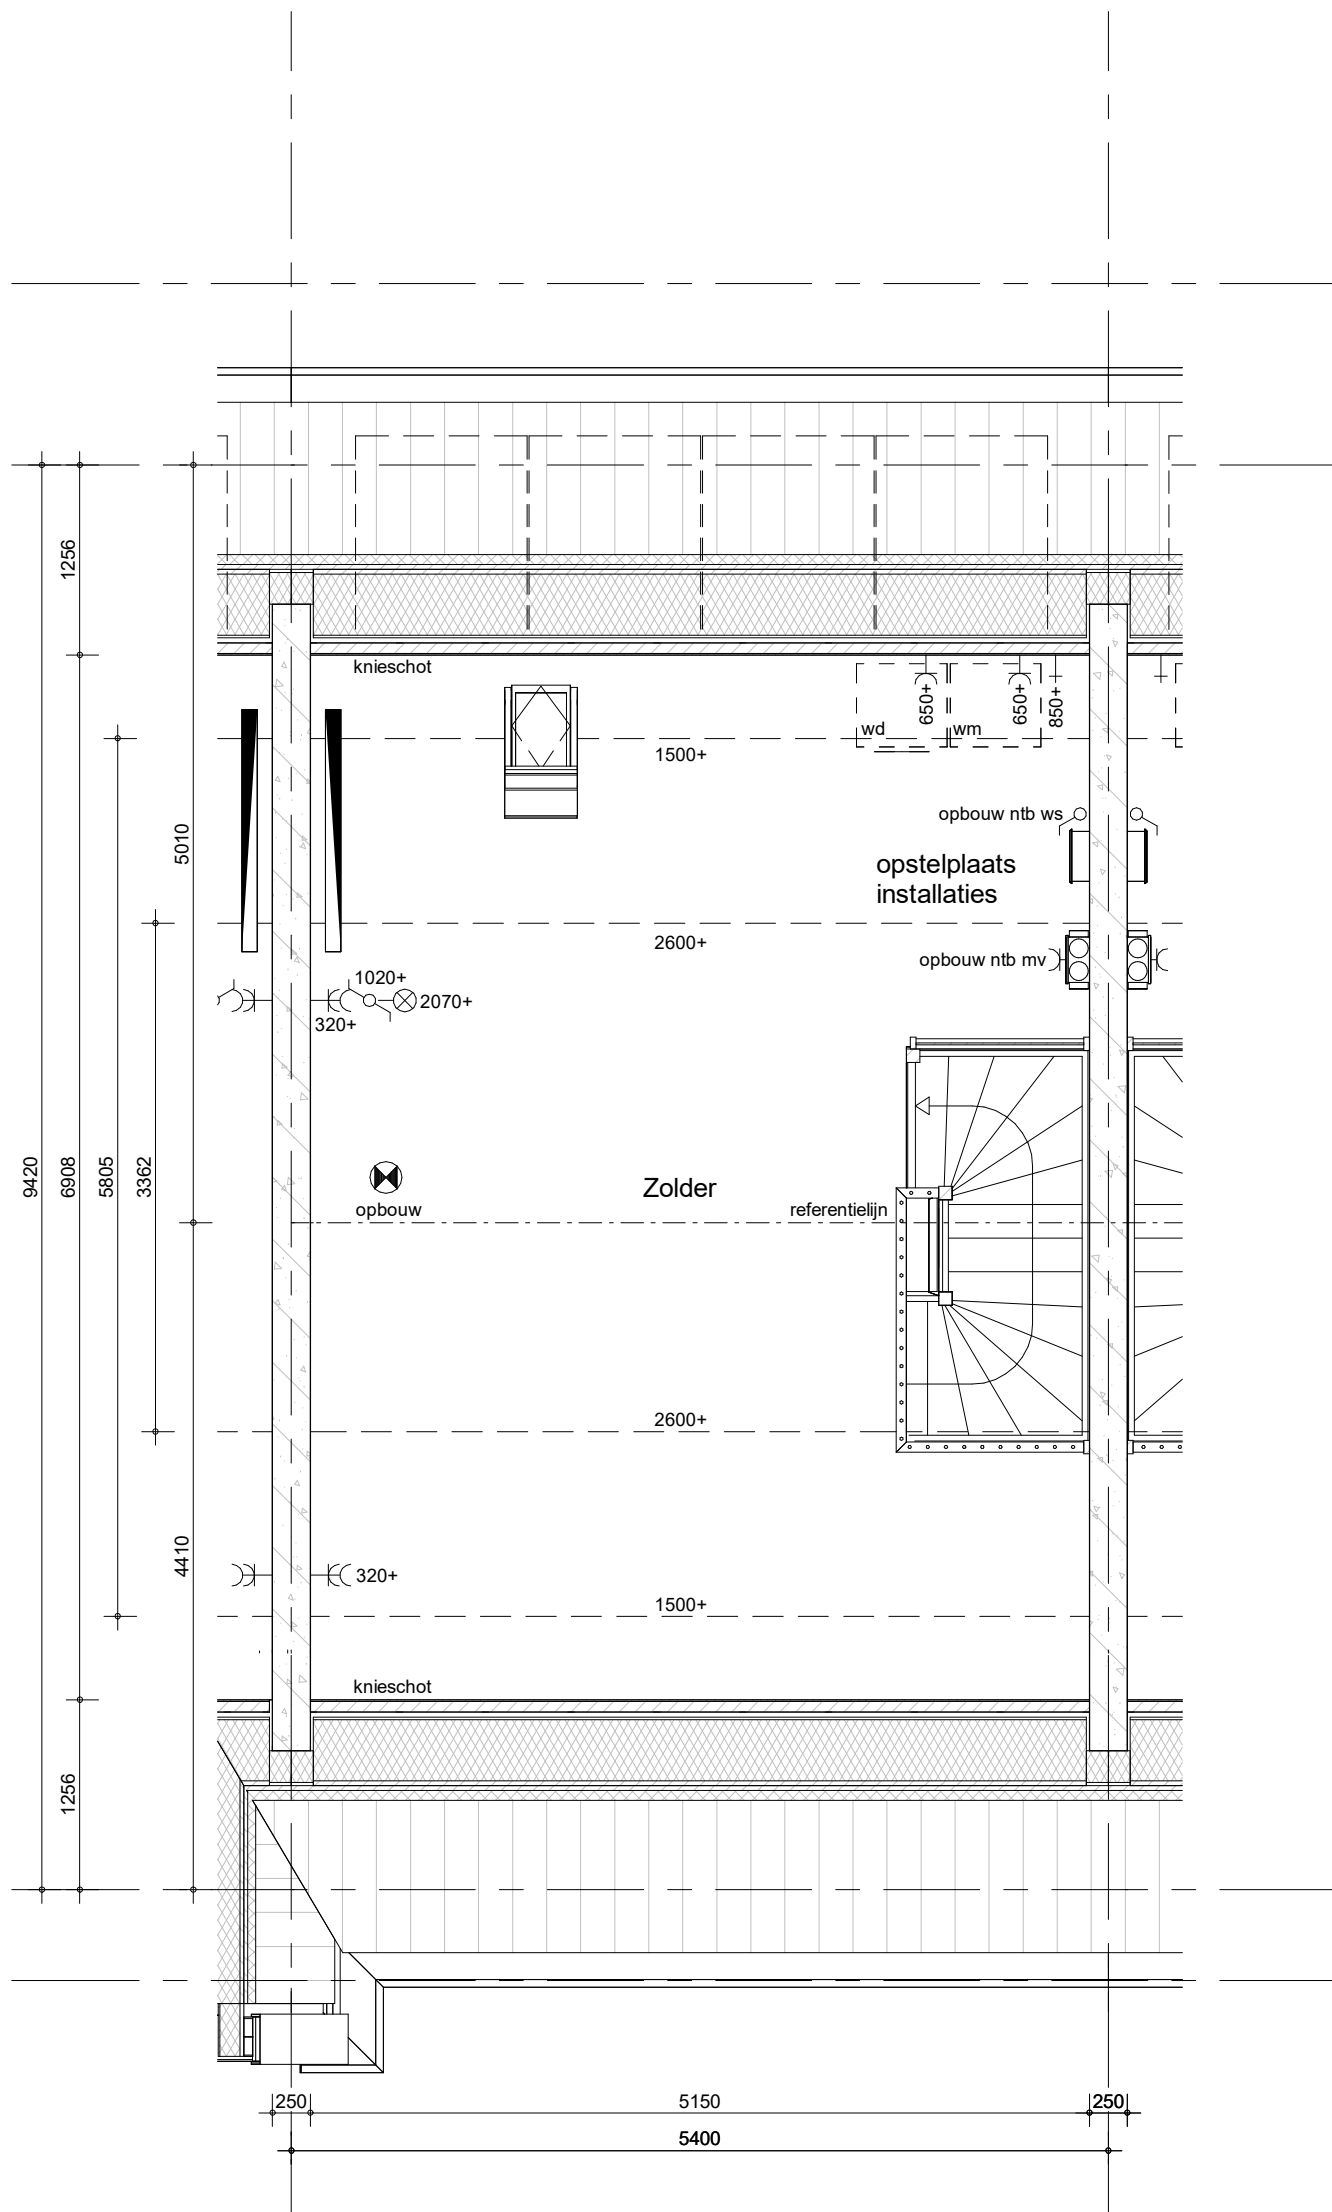 1256
knieschot
650+
650+
850+
wd
wm
1500+
opbouw ntb ws
5010
opstelplaats
installaties
2600+
opbouw ntb mv
1020+
2070+
320+
9420
6908
5805
3362
Zolder
opbouw
referentielijn
2600+
4410
320+
1500+
knieschot
1256
250
5150
250
5400